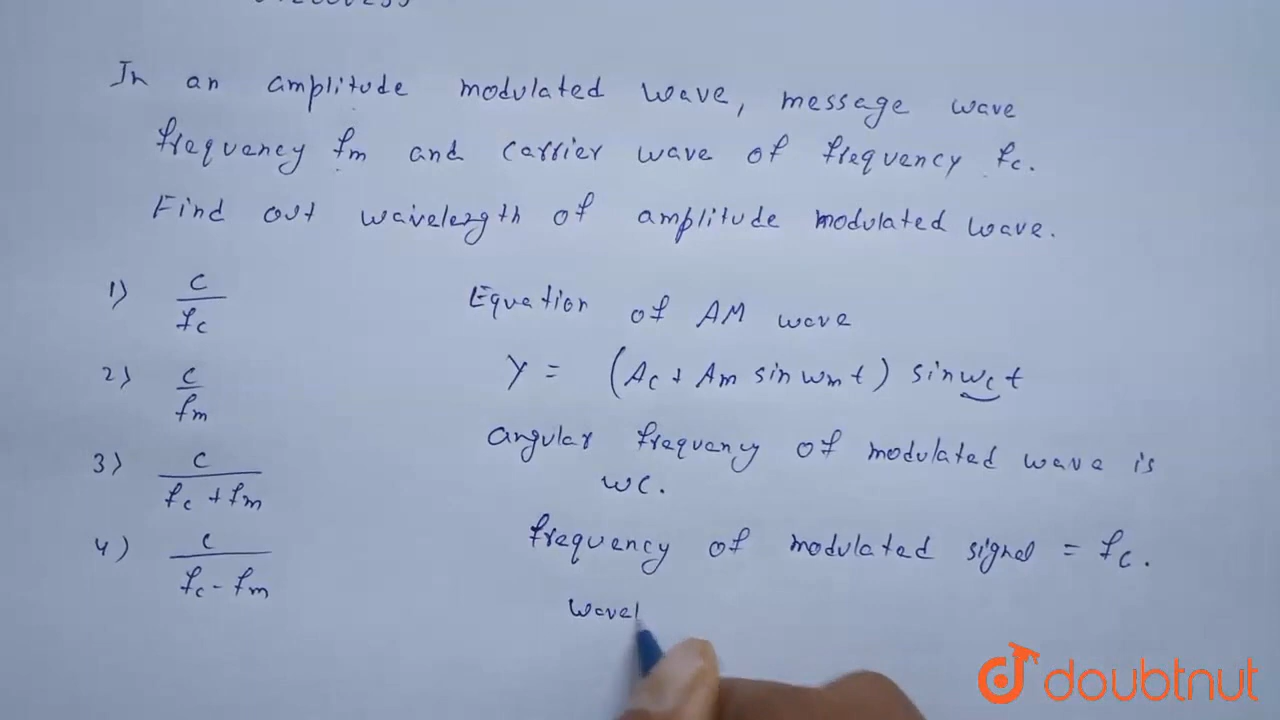 In an amplitude modulated wave, message wave
frequency fm and carrier wave of frequency fc.
Find out wavelength of amplitude modulated wave.
1) c/fc
2) c/fm
3) c/fc + fm
4) c/fc - fm
Equation of AM wave
Y = (Ac + Am sin wmt) sin wct
angular frequency of modulated wave is
wc.
frequency of modulated signal = fc.
wavel
doubtnut